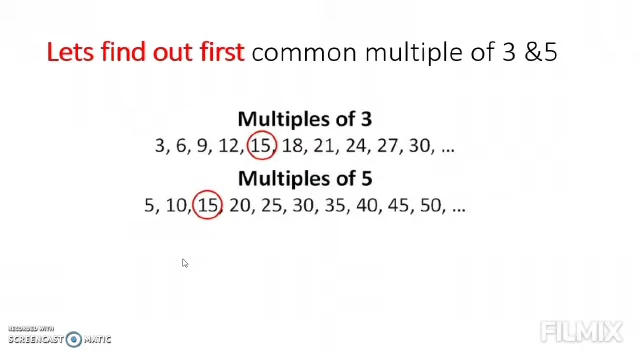 Lets find out first common multiple of 3 &5
Multiples of 3
3, 6, 9, 12, 15, 18, 21, 24, 27, 30, ...
Multiples of 5
5, 10, 15, 20, 25, 30, 35, 40, 45, 50, ...
RECORDED WITH
SCREENCAST MATIC
FILMIX